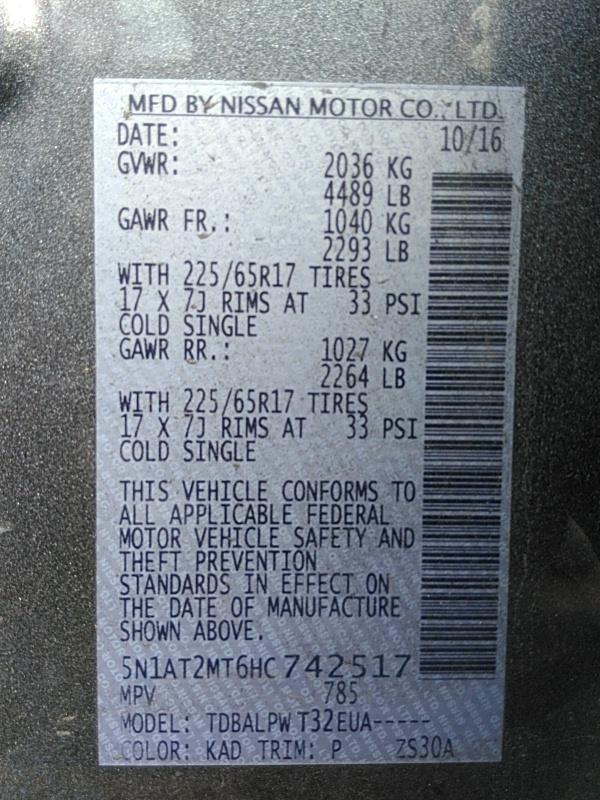 MFD BY NISSAN MOTOR CO., LTD.
DATE: 10/16
GVWR: 2036 KG
4489 LB
GAWR FR.: 1040 KG
2293 LB
WITH 225/65R17 TIRES
17 X 7J RIMS AT 33 PSI
COLD SINGLE
GAWR RR.: 1027 KG
2264 LB
WITH 225/65R17 TIRES
17 X 7J RIMS AT 33 PSI
COLD SINGLE
THIS VEHICLE CONFORMS TO
ALL APPLICABLE FEDERAL
MOTOR VEHICLE SAFETY AND
THEFT PREVENTION
STANDARDS IN EFFECT ON
THE DATE OF MANUFACTURE
SHOWN ABOVE.
5N1AT2MT6HC742517
MPV 785
MODEL: TDBALPW T32EUA-----
COLOR: KAD TRIM: P ZS30A